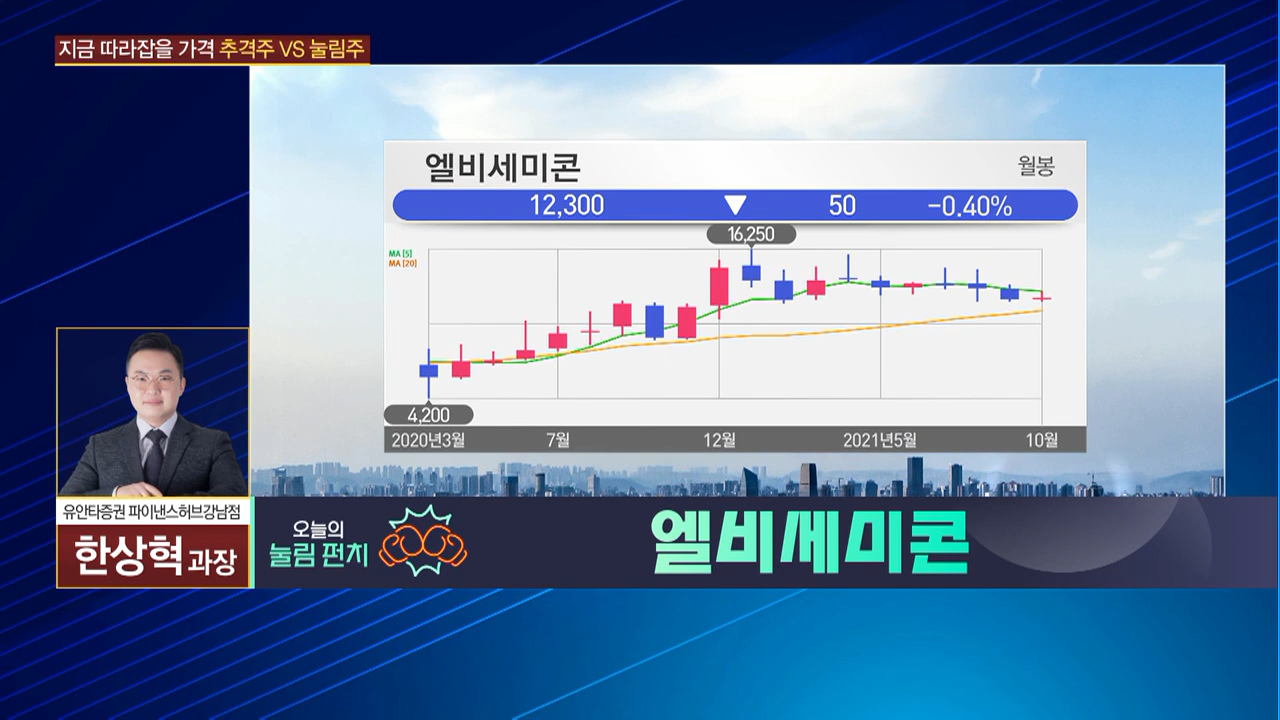 지금 따라잡을 가격 추격주 VS 눌림주
엘비세미콘
월봉
12,300 ▼ 50 -0.40%
16,250
MA [5]
MA [20]
4,200
2020년3월 7월 12월 2021년5월 10월
유안타증권 파이낸스허브강남점
한상혁 과장
오늘의
눌림 펀치
엘비세미콘